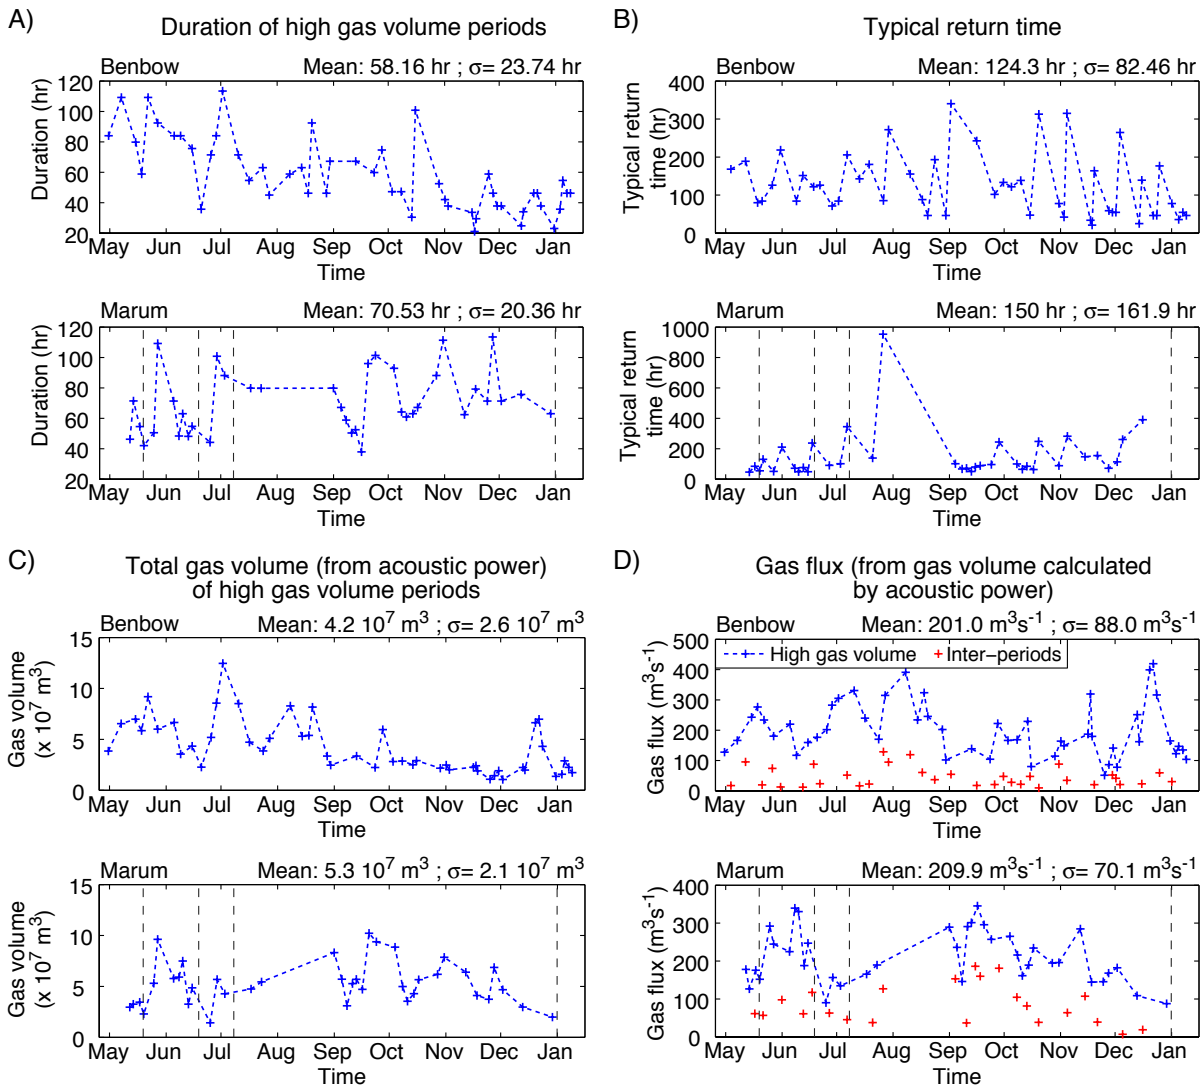 A)
Duration of high gas volume periods
Benbow
Mean: 58.16 hr ; σ= 23.74 hr
Duration (hr)
120
100
80
60
40
20
May Jun Jul Aug Sep Oct Nov Dec Jan
Time
Marum
Mean: 70.53 hr ; σ= 20.36 hr
Duration (hr)
120
100
80
60
40
20
May Jun Jul Aug Sep Oct Nov Dec Jan
Time
B)
Typical return time
Benbow
Mean: 124.3 hr ; σ= 82.46 hr
Typical return
time (hr)
400
300
200
100
0
May Jun Jul Aug Sep Oct Nov Dec Jan
Time
Marum
Mean: 150 hr ; σ= 161.9 hr
Typical return
time (hr)
1000
800
600
400
200
0
May Jun Jul Aug Sep Oct Nov Dec Jan
Time
C)
Total gas volume (from acoustic power)
of high gas volume periods
Benbow
Mean: 4.2 10⁷ m³ ; σ= 2.6 10⁷ m³
Gas volume
(x 10⁷ m³)
15
10
5
0
May Jun Jul Aug Sep Oct Nov Dec Jan
Time
Marum
Mean: 5.3 10⁷ m³ ; σ= 2.1 10⁷ m³
Gas volume
(x 10⁷ m³)
15
10
5
0
May Jun Jul Aug Sep Oct Nov Dec Jan
Time
D)
Gas flux (from gas volume calculated
by acoustic power)
Benbow
Mean: 201.0 m³s⁻¹ ; σ= 88.0 m³s⁻¹
High gas volume
Inter−periods
Gas flux (m³s⁻¹)
500
400
300
200
100
0
May Jun Jul Aug Sep Oct Nov Dec Jan
Time
Marum
Mean: 209.9 m³s⁻¹ ; σ= 70.1 m³s⁻¹
Gas flux (m³s⁻¹)
400
300
200
100
0
May Jun Jul Aug Sep Oct Nov Dec Jan
Time